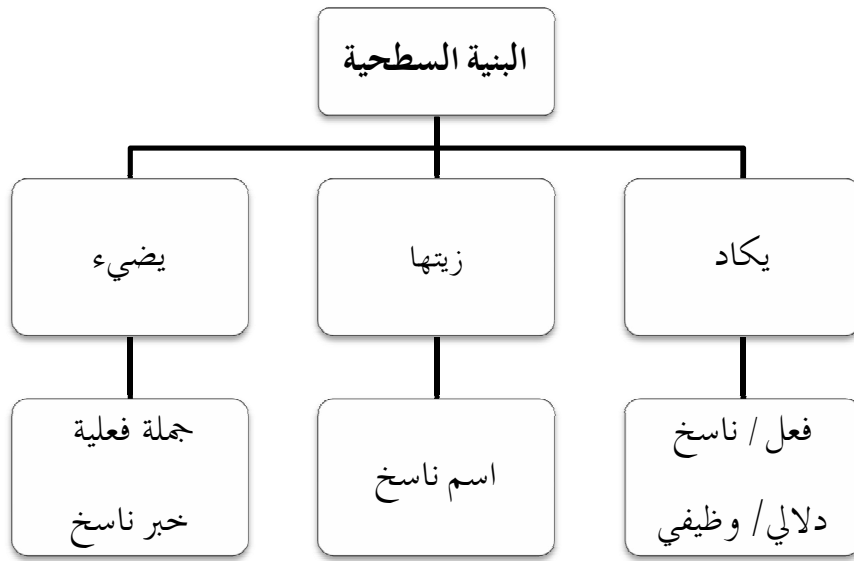 البنية السطحية
يكاد
زيتها
يضيء
فعل / ناسخ
دلالي/ وظيفي
اسم ناسخ
جملة فعلية
خبر ناسخ